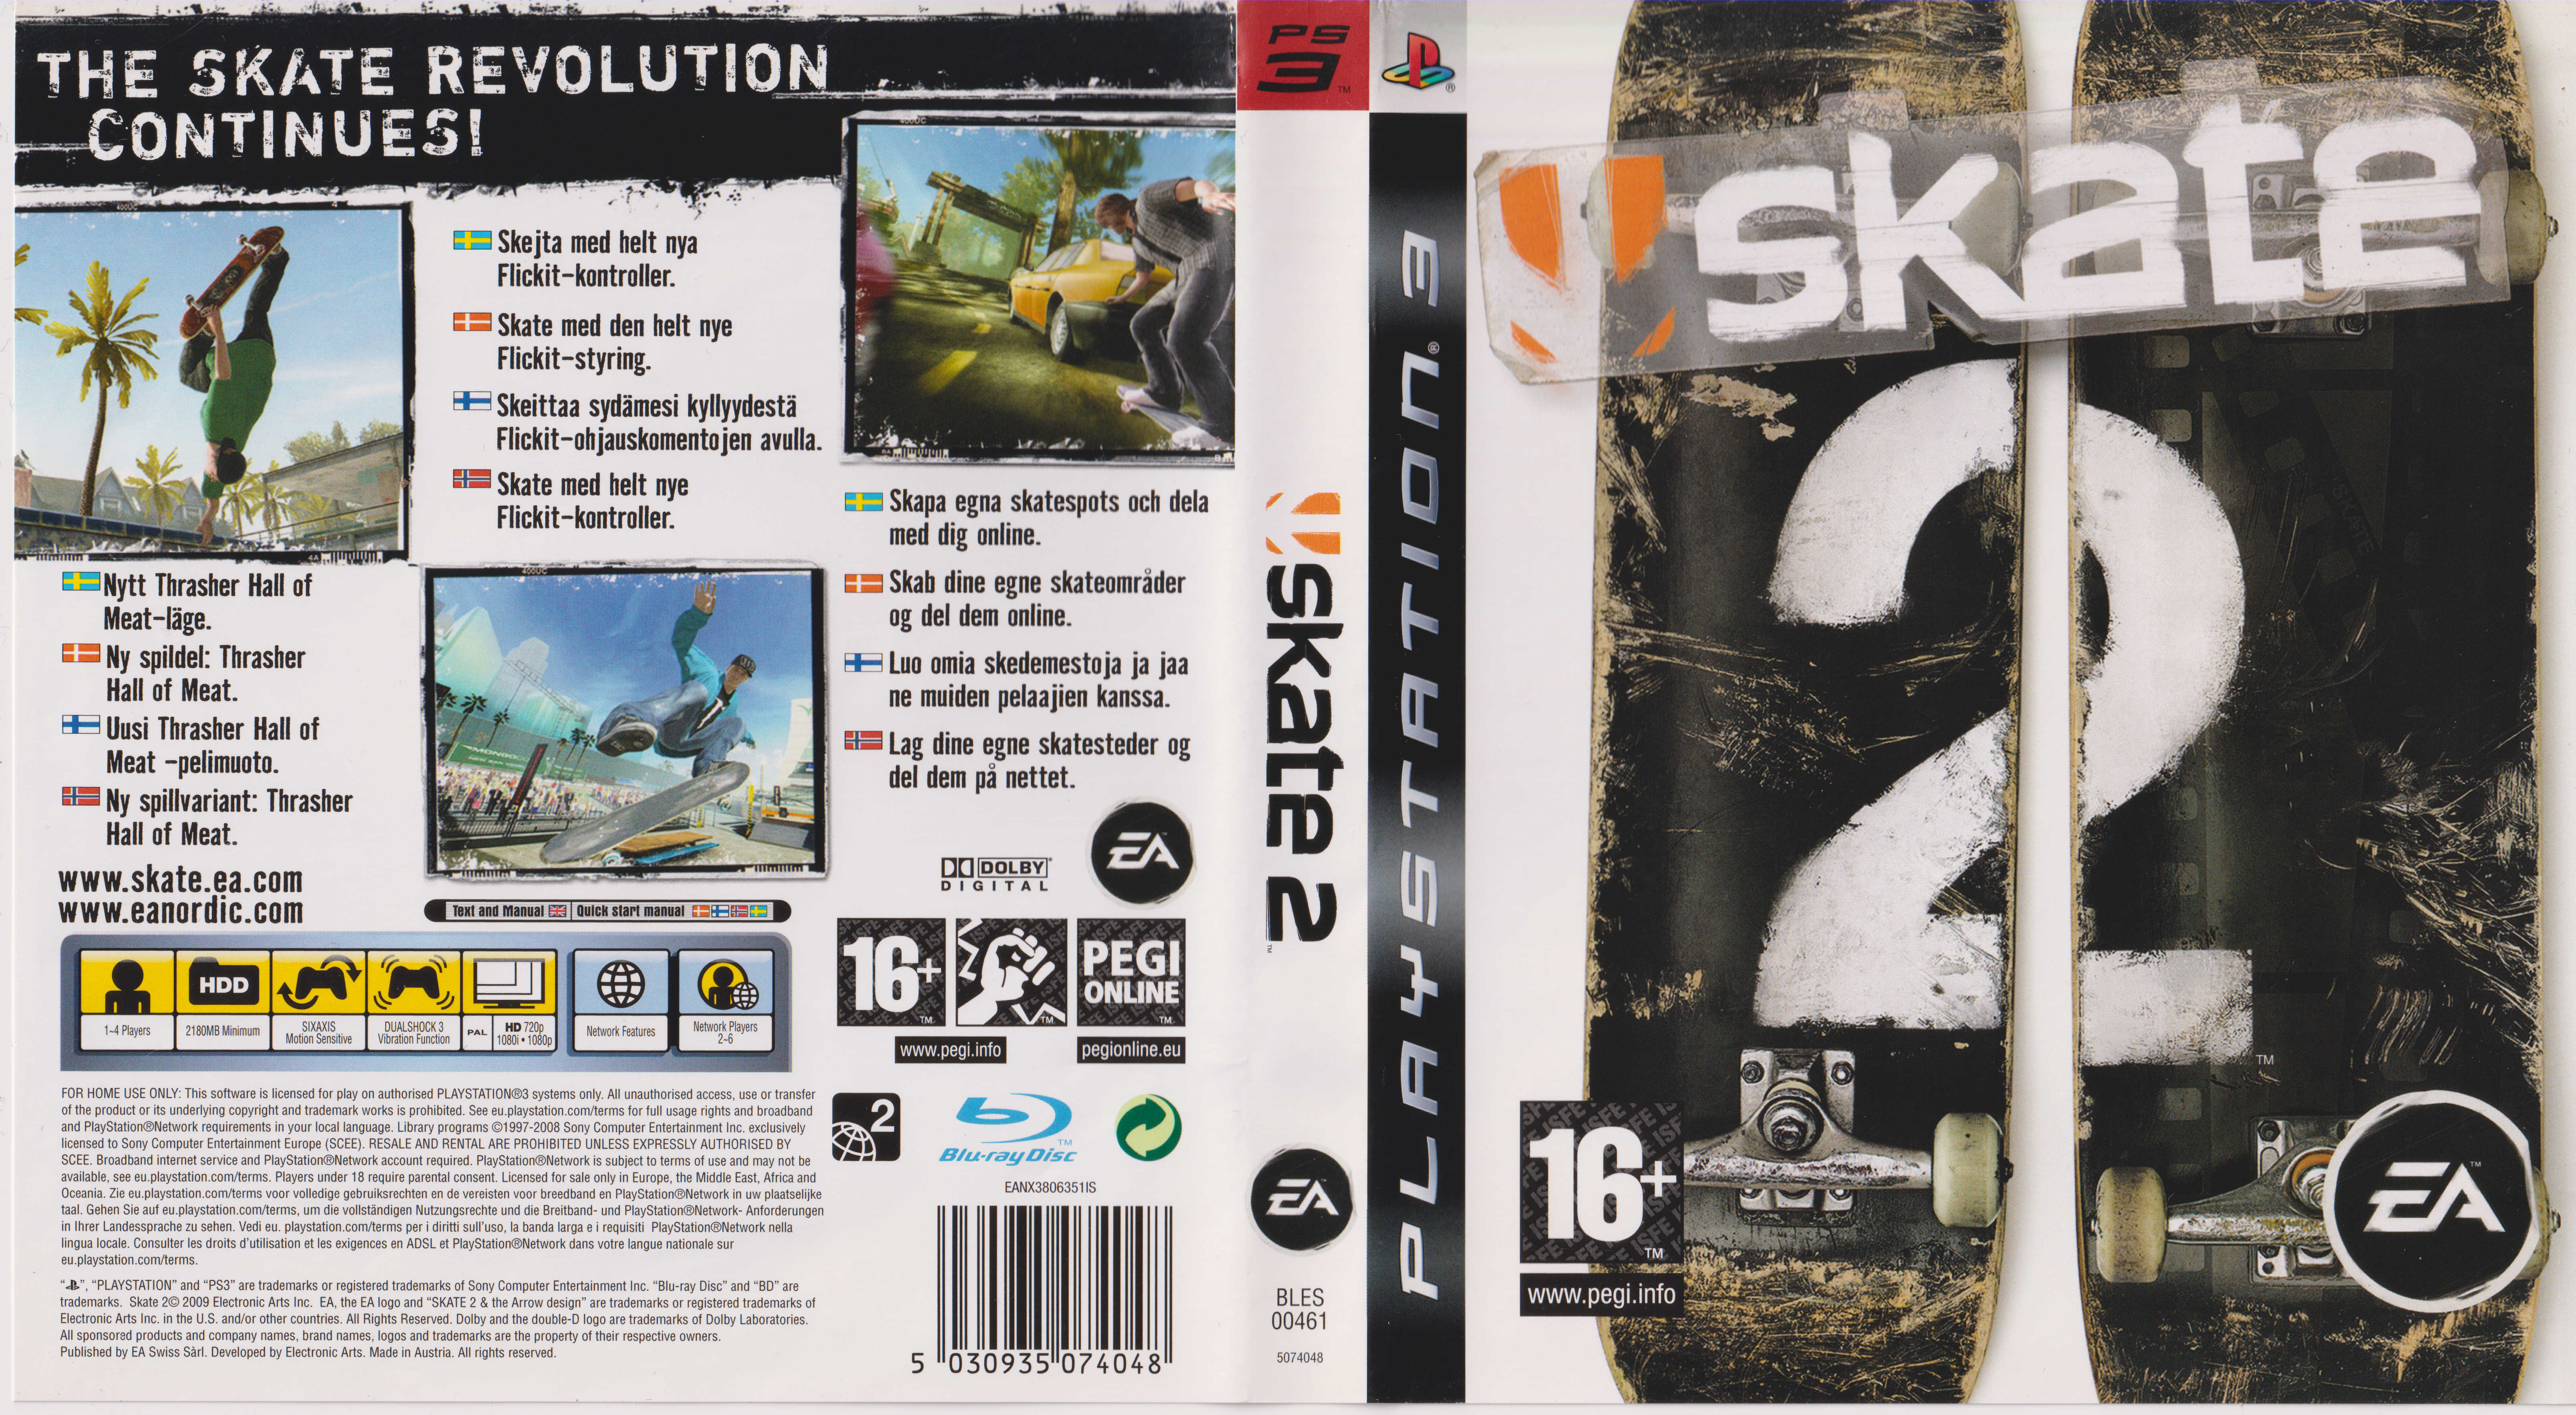 THE SKATE REVOLUTION
CONTINUES!
Skejta med helt nya
Flickit-kontroller.
Skate med den helt nye
Flickit-styring.
Skeittaa sydämesi kyllyydestä
Flickit-ohjauskomentojen avulla.
Skate med helt nye
Flickit-kontroller.
Nytt Thrasher Hall of
Meat-läge.
Ny spildel: Thrasher
Hall of Meat.
Uusi Thrasher Hall of
Meat -pelimuoto.
Ny spillvariant: Thrasher
Hall of Meat.
Skapa egna skatespots och dela
med dig online.
Skab dine egne skateområder
og del dem online.
Luo omia skedemestoja ja jaa
ne muiden pelaajien kanssa.
Lag dine egne skatesteder og
del dem på nettet.
www.skate.ea.com
www.eanordic.com
Text and Manual Quick start manual
DOLBY
DIGITAL
EA
HDD
1~4 Players
2180MB Minimum
SIXAXIS
Motion Sensitive
DUALSHOCK 3
Vibration Function
PAL
HD 720p
1080i • 1080p
Network Features
Network Players
2~6
16+
PEGI
ONLINE
www.pegi.info
pegionline.eu
FOR HOME USE ONLY: This software is licensed for play on authorised PLAYSTATION®3 systems only. All unauthorised access, use or transfer
of the product or its underlying copyright and trademark works is prohibited. See eu.playstation.com/terms for full usage rights and broadband
and PlayStation®Network requirements in your local language. Library programs ©1997-2008 Sony Computer Entertainment Inc. exclusively
licensed to Sony Computer Entertainment Europe (SCEE). RESALE AND RENTAL ARE PROHIBITED UNLESS EXPRESSLY AUTHORISED BY
SCEE. Broadband internet service and PlayStation®Network account required. PlayStation®Network is subject to terms of use and may not be
available, see eu.playstation.com/terms. Players under 18 require parental consent. Licensed for sale only in Europe, the Middle East, Africa and
Oceania. Zie eu.playstation.com/terms voor volledige gebruiksrechten en de vereisten voor breedband en PlayStation®Network in uw plaatselijke
taal. Gehen Sie auf eu.playstation.com/terms, um die vollständigen Nutzungsrechte und die Breitband- und PlayStation®Network- Anforderungen
in Ihrer Landessprache zu sehen. Vedi eu. playstation.com/terms per i diritti sull'uso, la banda larga e i requisiti PlayStation®Network nella
lingua locale. Consulter les droits d'utilisation et les exigences en ADSL et PlayStation®Network dans votre langue nationale sur
eu.playstation.com/terms.
“ ”, “PLAYSTATION” and “PS3” are trademarks or registered trademarks of Sony Computer Entertainment Inc. “Blu-ray Disc” and “BD” are
trademarks. Skate 2© 2009 Electronic Arts Inc. EA, the EA logo and “SKATE 2 & the Arrow design” are trademarks or registered trademarks of
Electronic Arts Inc. in the U.S. and/or other countries. All Rights Reserved. Dolby and the double-D logo are trademarks of Dolby Laboratories.
All sponsored products and company names, brand names, logos and trademarks are the property of their respective owners.
Published by EA Swiss Sàrl. Developed by Electronic Arts. Made in Austria. All rights reserved.
2
Blu-ray Disc™
EANX3806351IS
5 030935 074048
PS
3™
skate 2™
EA
BLES
00461
5074048
PLAYSTATION®3
skate
2™
16+™
www.pegi.info
EA™